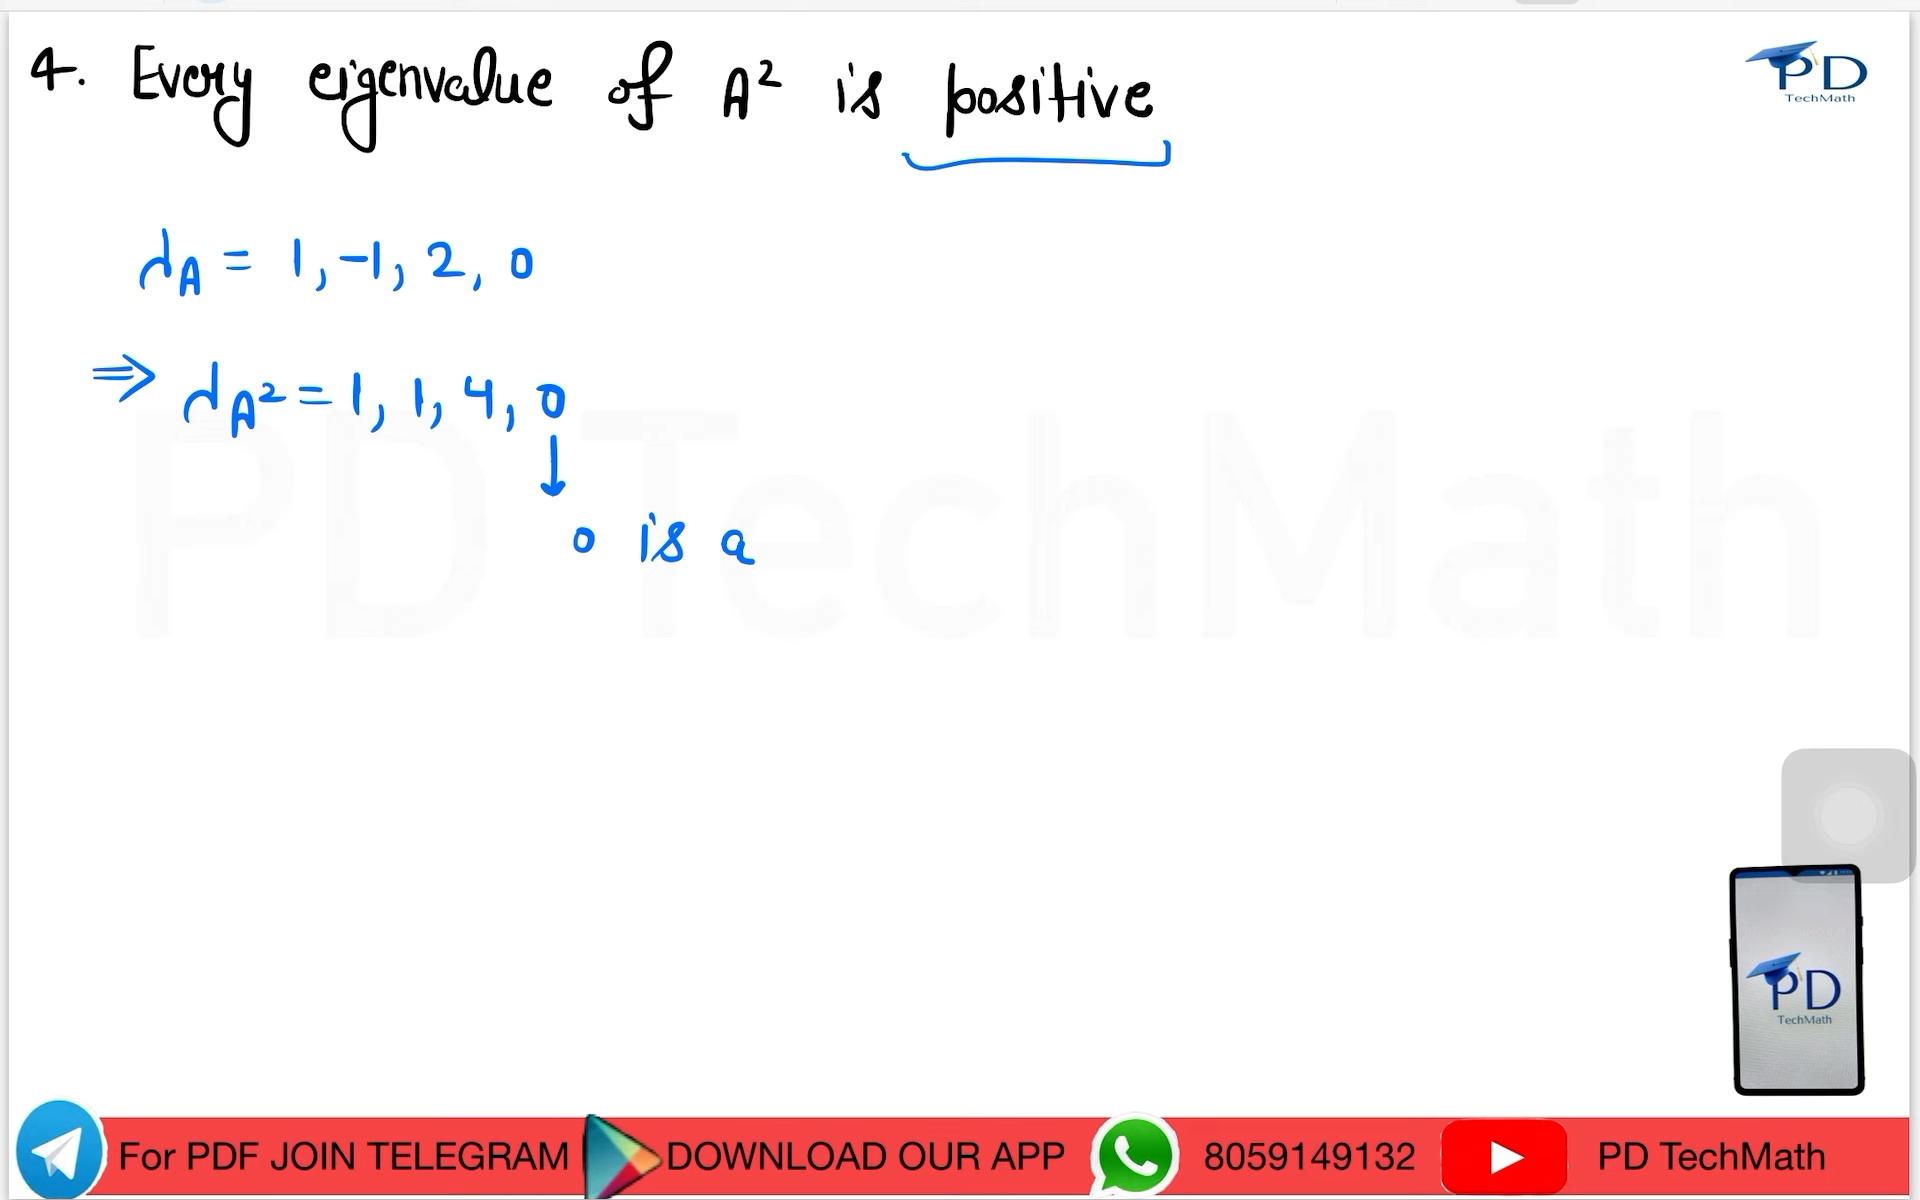 4. Every eigenvalue of A² is positive
PD
TechMath
λA = 1, -1, 2, 0
⇒ λA² = 1, 1, 4, 0
↓
0 is a
PD TechMath
PD
TechMath
For PDF JOIN TELEGRAM DOWNLOAD OUR APP 8059149132 PD TechMath